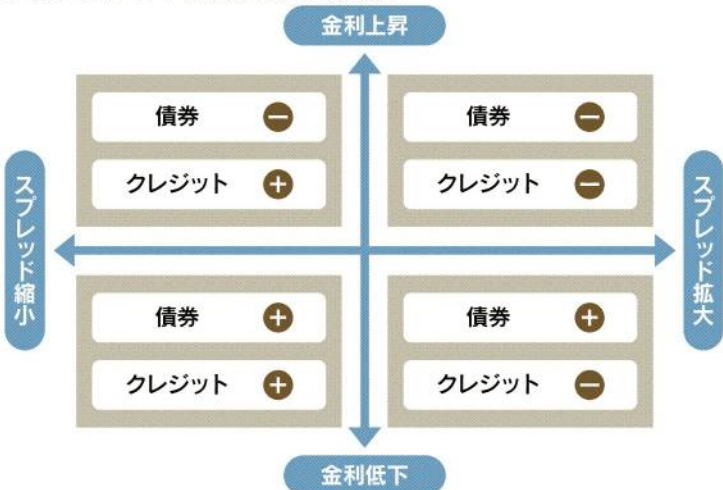 金利上昇
債券 −
債券 −
クレジット +
クレジット −
スプレッド縮小
スプレッド拡大
債券 +
債券 +
クレジット +
クレジット −
金利低下